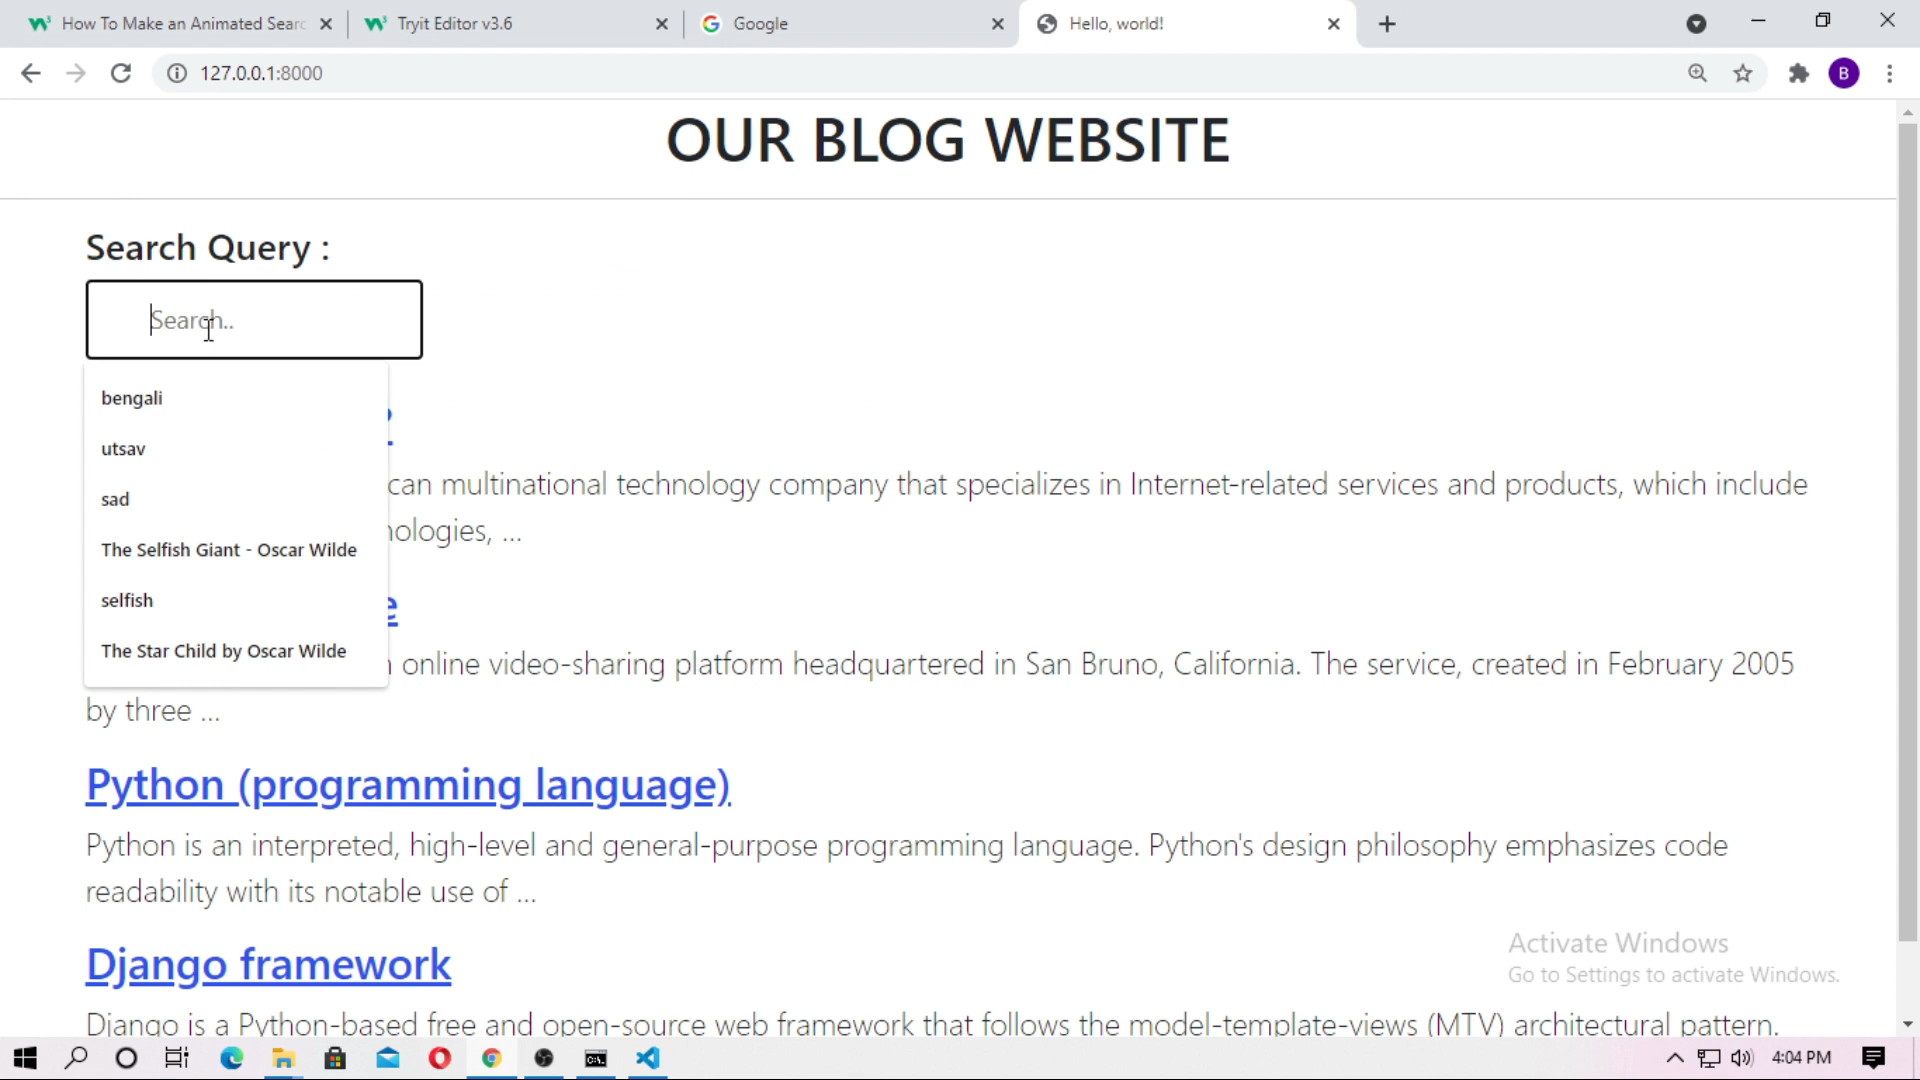 How To Make an Animated Searc
Tryit Editor v3.6
Google
Hello, world!
127.0.0.1:8000
B
OUR BLOG WEBSITE
Search Query :
Search..
bengali
utsav
sad
The Selfish Giant - Oscar Wilde
selfish
The Star Child by Oscar Wilde
can multinational technology company that specializes in Internet-related services and products, which include
nologies, ...
online video-sharing platform headquartered in San Bruno, California. The service, created in February 2005
by three ...
Python (programming language)
Python is an interpreted, high-level and general-purpose programming language. Python's design philosophy emphasizes code
readability with its notable use of ...
Django framework
Django is a Python-based free and open-source web framework that follows the model-template-views (MTV) architectural pattern.
Activate Windows
Go to Settings to activate Windows.
4:04 PM